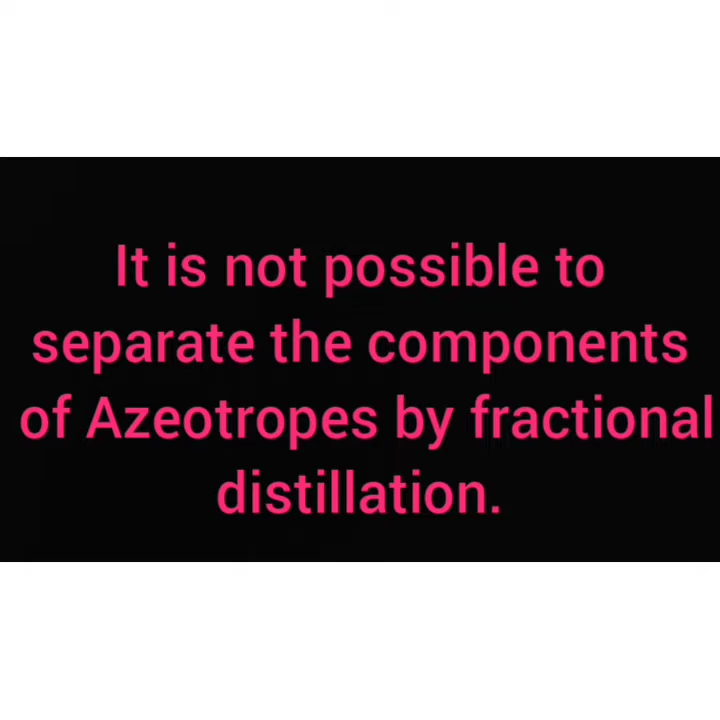 It is not possible to
separate the components
of Azeotropes by fractional
distillation.